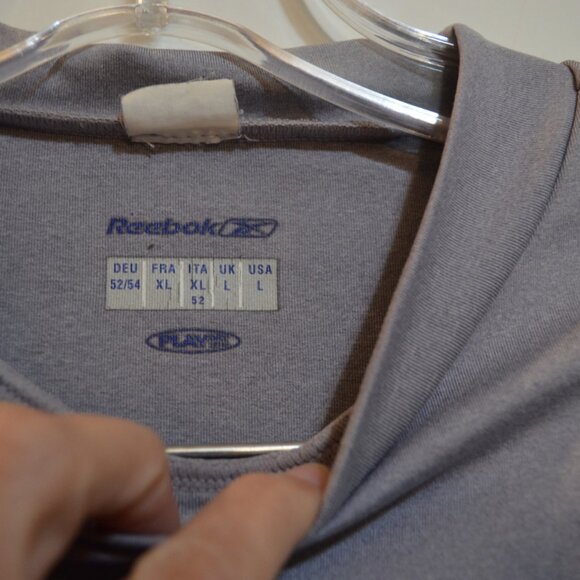 Reebok
DEU FRA ITA UK USA
52/54 XL XL L L
52
PLAY